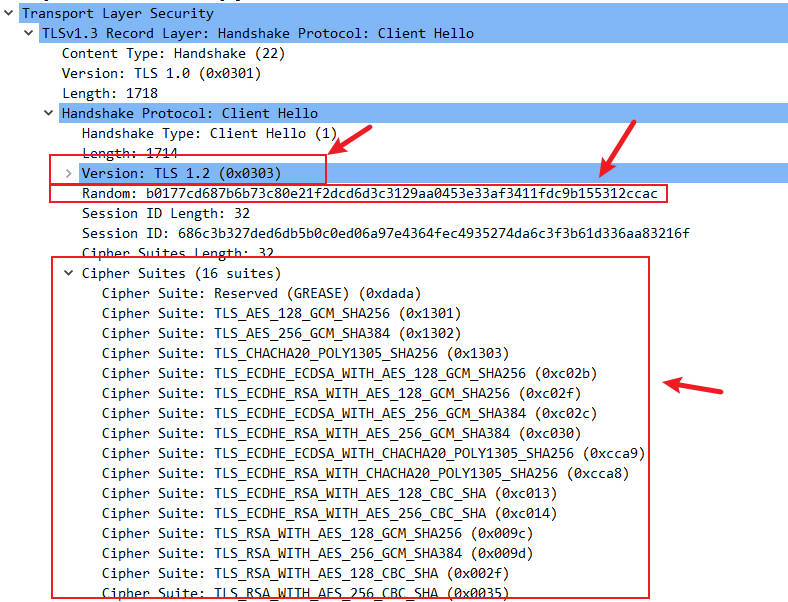 Transport Layer Security
TLSv1.3 Record Layer: Handshake Protocol: Client Hello
Content Type: Handshake (22)
Version: TLS 1.0 (0x0301)
Length: 1718
Handshake Protocol: Client Hello
Handshake Type: Client Hello (1)
Length: 1714
Version: TLS 1.2 (0x0303)
Random: b0177cd687b6b73c80e21f2dcd6d3c3129aa0453e33af3411fdc9b155312ccac
Session ID Length: 32
Session ID: 686c3b327ded6db5b0c0ed06a97e4364fec4935274da6c3f3b61d336aa83216f
Cipher Suites Length: 32
Cipher Suites (16 suites)
Cipher Suite: Reserved (GREASE) (0xdada)
Cipher Suite: TLS_AES_128_GCM_SHA256 (0x1301)
Cipher Suite: TLS_AES_256_GCM_SHA384 (0x1302)
Cipher Suite: TLS_CHACHA20_POLY1305_SHA256 (0x1303)
Cipher Suite: TLS_ECDHE_ECDSA_WITH_AES_128_GCM_SHA256 (0xc02b)
Cipher Suite: TLS_ECDHE_RSA_WITH_AES_128_GCM_SHA256 (0xc02f)
Cipher Suite: TLS_ECDHE_ECDSA_WITH_AES_256_GCM_SHA384 (0xc02c)
Cipher Suite: TLS_ECDHE_RSA_WITH_AES_256_GCM_SHA384 (0xc030)
Cipher Suite: TLS_ECDHE_ECDSA_WITH_CHACHA20_POLY1305_SHA256 (0xcca9)
Cipher Suite: TLS_ECDHE_RSA_WITH_CHACHA20_POLY1305_SHA256 (0xcca8)
Cipher Suite: TLS_ECDHE_RSA_WITH_AES_128_CBC_SHA (0xc013)
Cipher Suite: TLS_ECDHE_RSA_WITH_AES_256_CBC_SHA (0xc014)
Cipher Suite: TLS_RSA_WITH_AES_128_GCM_SHA256 (0x009c)
Cipher Suite: TLS_RSA_WITH_AES_256_GCM_SHA384 (0x009d)
Cipher Suite: TLS_RSA_WITH_AES_128_CBC_SHA (0x002f)
Cipher Suite: TLS_RSA_WITH_AES_256_CBC_SHA (0x0035)